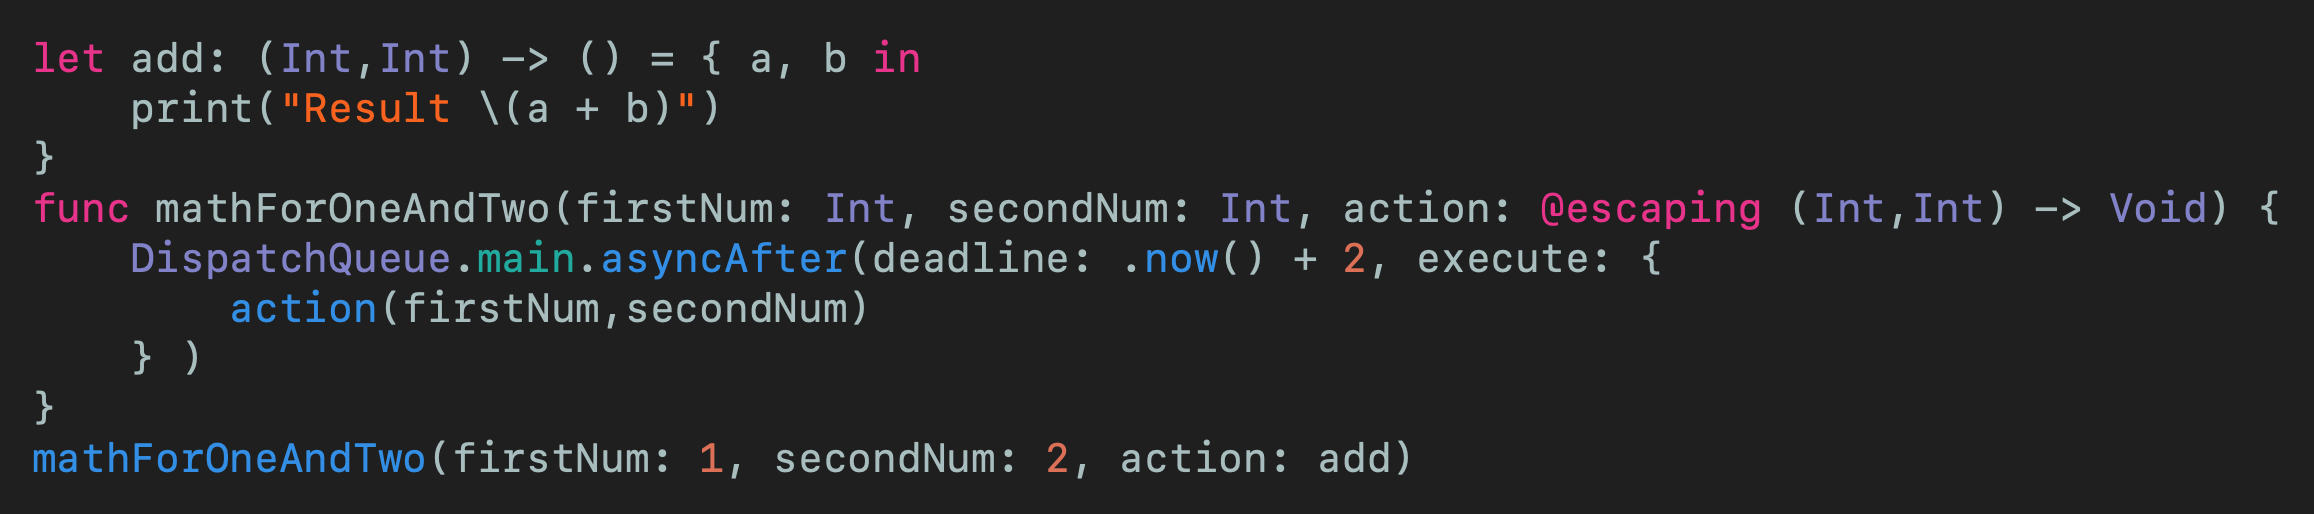 let add: (Int,Int) -> () = { a, b in
    print("Result \(a + b)")
}
func mathForOneAndTwo(firstNum: Int, secondNum: Int, action: @escaping (Int,Int) -> Void) {
    DispatchQueue.main.asyncAfter(deadline: .now() + 2, execute: {
        action(firstNum,secondNum)
    } )
}
mathForOneAndTwo(firstNum: 1, secondNum: 2, action: add)